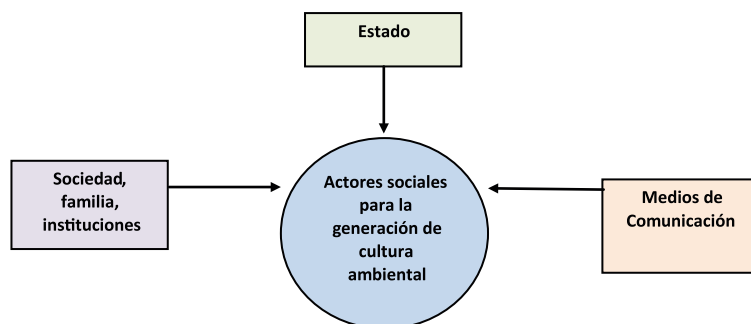 Estado
Sociedad,
familia,
instituciones
Actores sociales
para la
generación de
cultura
ambiental
Medios de
Comunicación